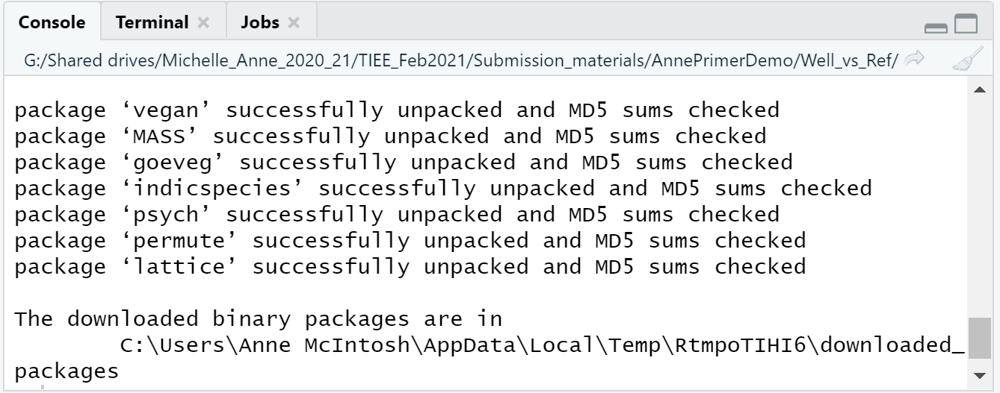 Console Terminal × Jobs ×
G:/Shared drives/Michelle_Anne_2020_21/TIEE_Feb2021/Submission_materials/AnnePrimerDemo/Well_vs_Ref/
package ‘vegan’ successfully unpacked and MD5 sums checked
package ‘MASS’ successfully unpacked and MD5 sums checked
package ‘goeveg’ successfully unpacked and MD5 sums checked
package ‘indicspecies’ successfully unpacked and MD5 sums checked
package ‘psych’ successfully unpacked and MD5 sums checked
package ‘permute’ successfully unpacked and MD5 sums checked
package ‘lattice’ successfully unpacked and MD5 sums checked
The downloaded binary packages are in
C:\Users\Anne McIntosh\AppData\Local\Temp\RtmpoTIHI6\downloaded_
packages